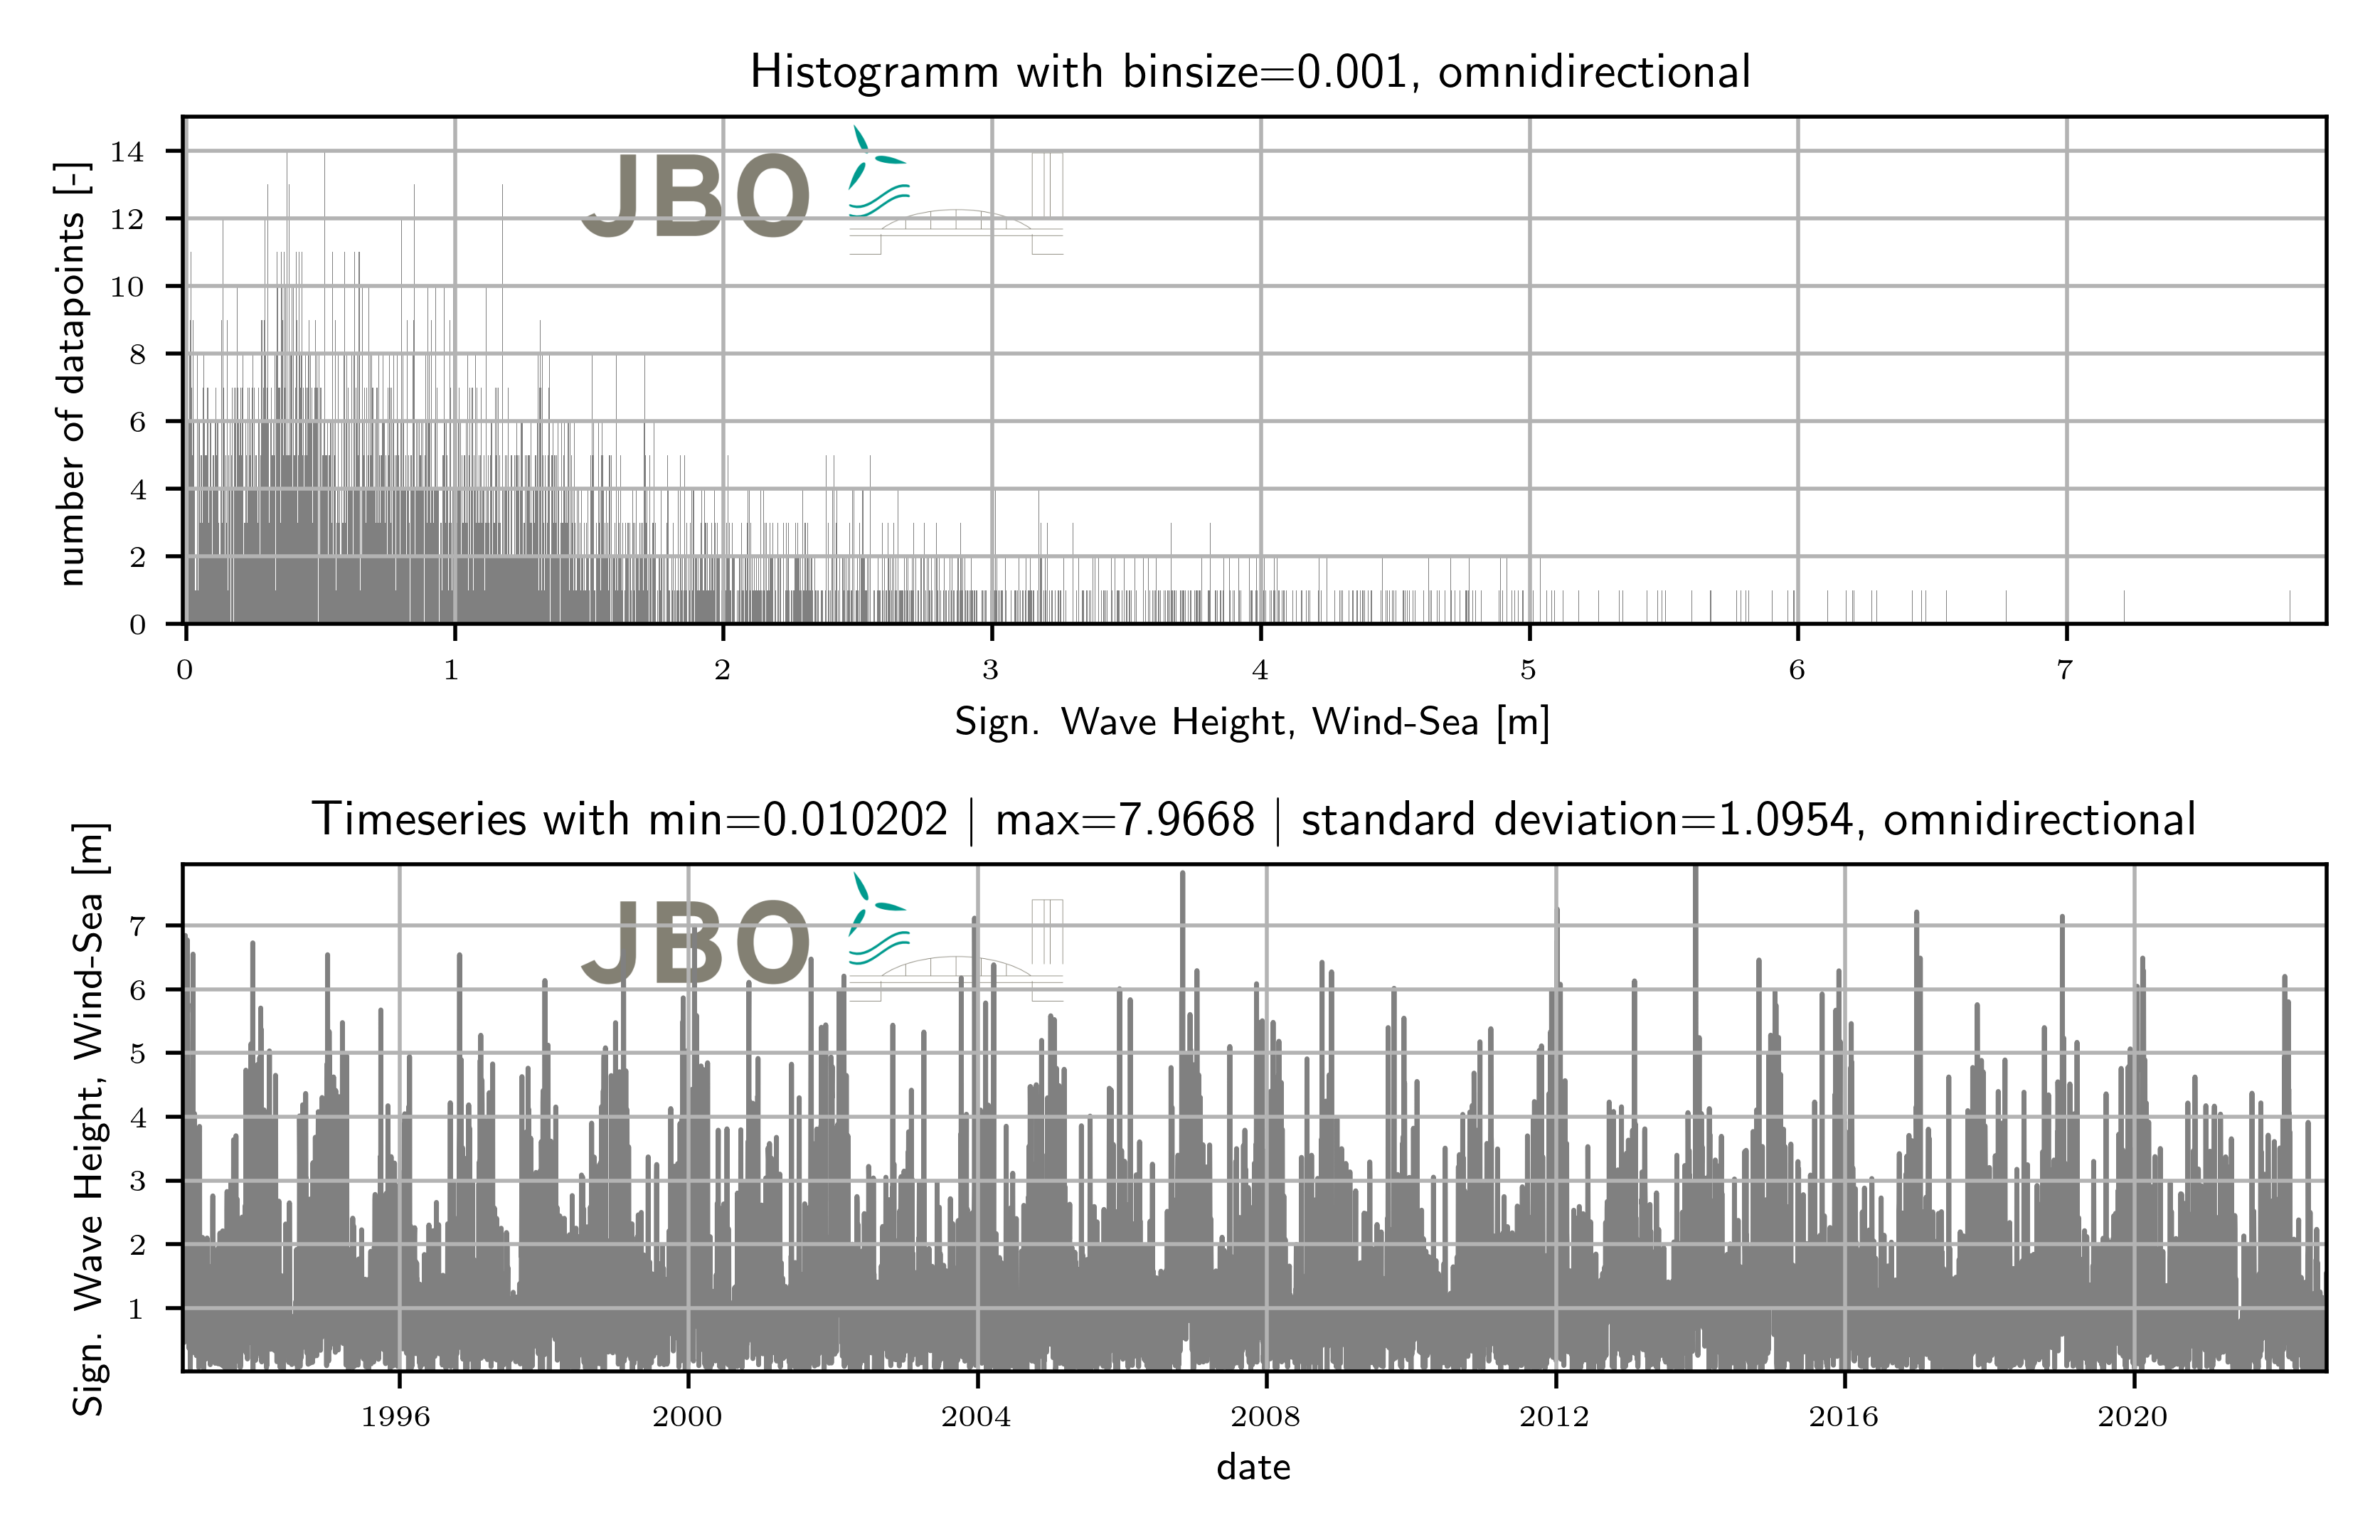 Histogramm with binsize=0.001, omnidirectional
number of datapoints [-]
14
12
10
8
6
4
2
0
JBO
0 1 2 3 4 5 6 7
Sign. Wave Height, Wind-Sea [m]
Timeseries with min=0.010202 | max=7.9668 | standard deviation=1.0954, omnidirectional
Sign. Wave Height, Wind-Sea [m]
7
6
5
4
3
2
1
JBO
1996 2000 2004 2008 2012 2016 2020
date